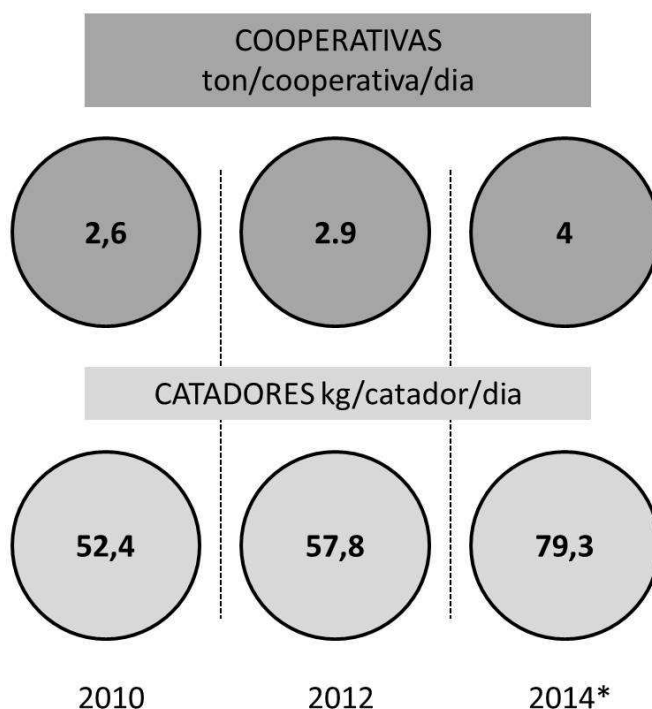 COOPERATIVAS
ton/cooperativa/dia
2,6 2.9 4
CATADORES kg/catador/dia
52,4 57,8 79,3
2010 2012 2014*